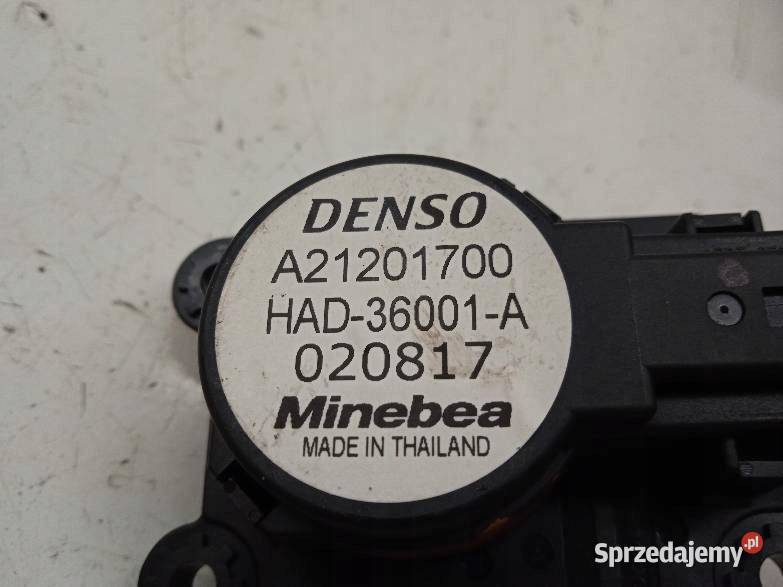 DENSO
A21201700
HAD-36001-A
020817
Minebea
MADE IN THAILAND
Sprzedajemy.pl